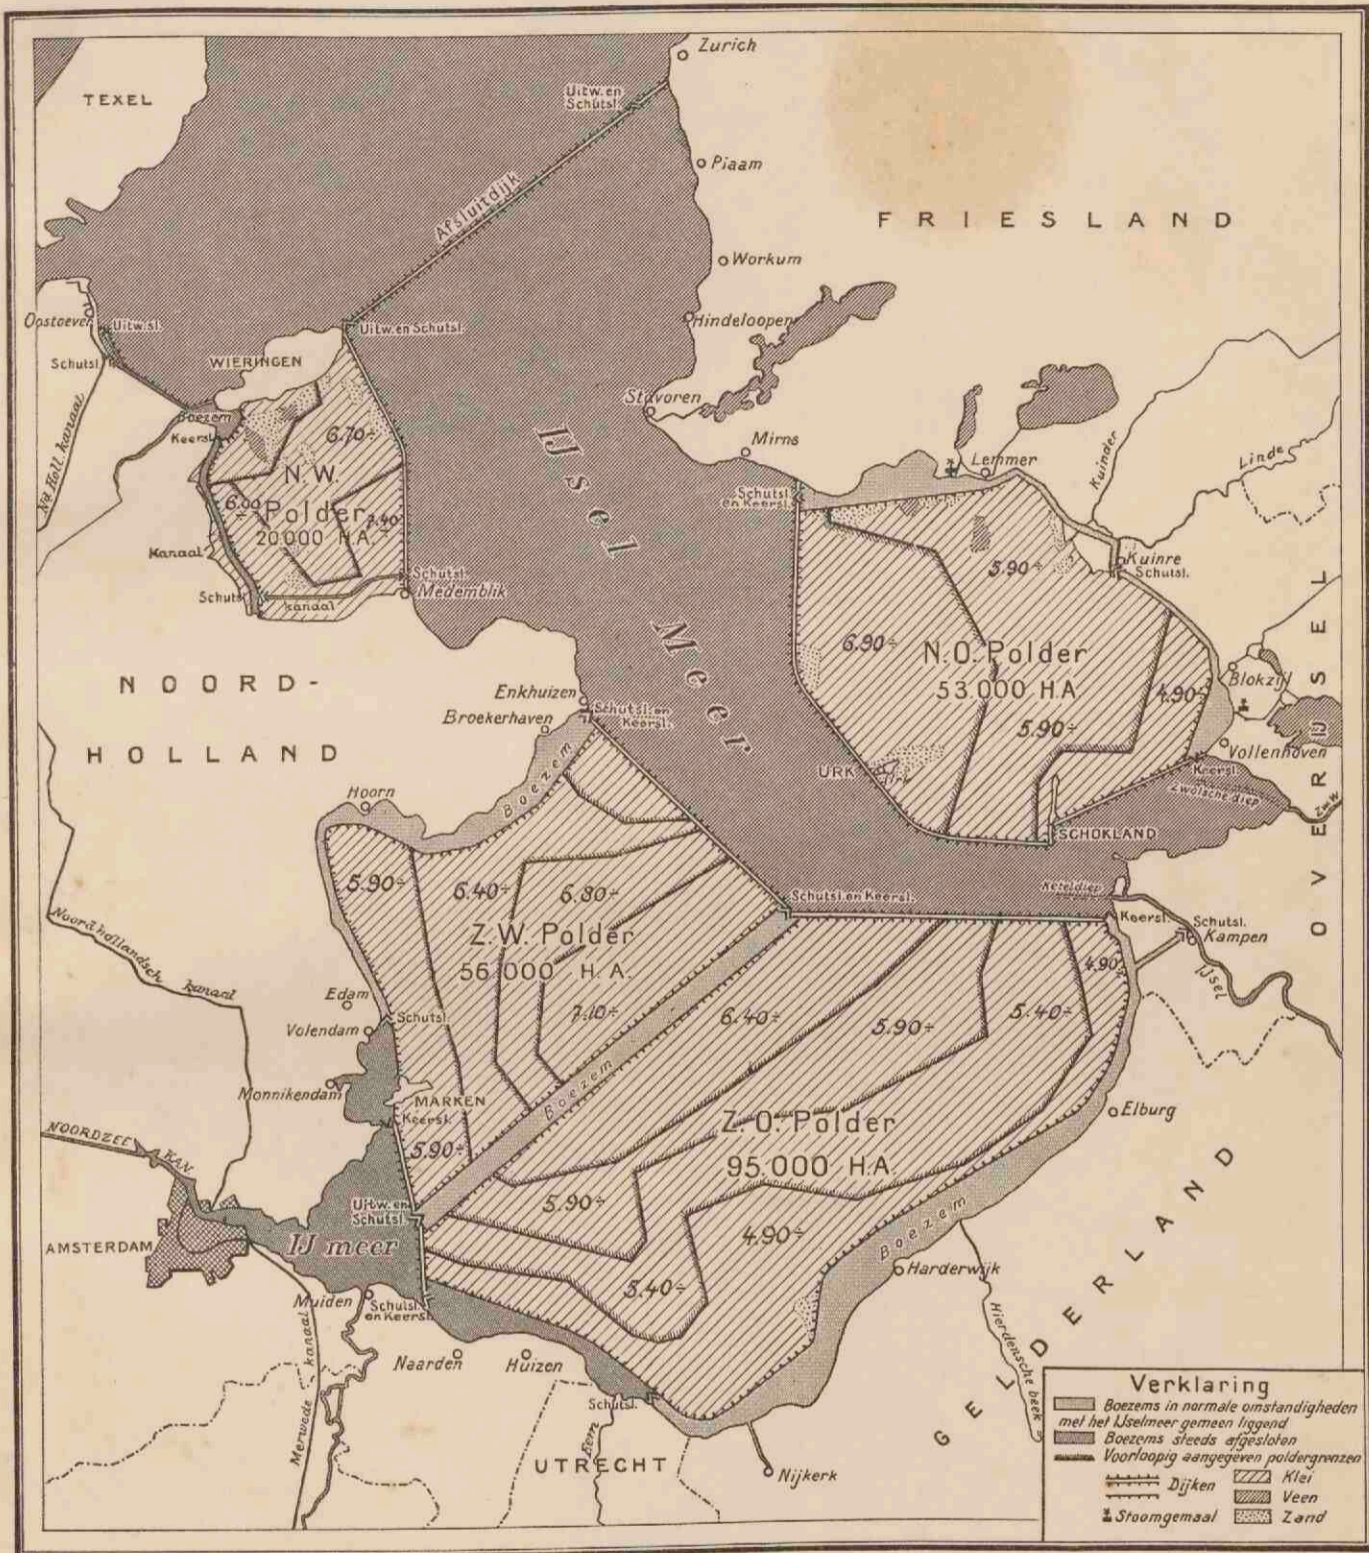 Zurich
TEXEL
Uitw. en
Schutsl.
Piaam
Afsluitdijk
FRIESLAND
Workum
Oostoever
Uitw. sl.
Hindeloopen
Uitw. en Schutsl.
Schutsl.
WIERINGEN
Stavoren
Boezem
Keersl.
6.70÷
IJsel Meer
Mirns
Lemmer
Kuinder
Linde
Nd Holl. kanaal
N.W.
Polder
20.000 H.A.
6.00
÷
7.40
÷
Schutsl.
en Keersl.
Kanaal
Kuinre
Schutsl.
5.90÷
Schutsl.
Medemblik
Schuts
kanaal
6.90÷
N.O. Polder
53.000 H.A
4.90÷
5.90÷
Blokzijl
Vollenhoven
OVERIJSEL
NOORD-
HOLLAND
Enkhuizen
Broekerhaven
Schutsl. en
Keersl.
Boezem
URK
Urk
Keersl.
Zwolsche diep
Zw.W.
SCHOKLAND
Hoorn
5.90÷
6.40÷
6.80÷
Z.W. Polder
56.000 H.A.
7.10÷
Schutsl. en Keersl.
Keteldiep
Keersl.
Schutsl.
Kampen
IJsel
Noordhollandsch kanaal
Edam
Volendam
Schutsl.
Monnikendam
MARKEN
Keersl.
5.90÷
Boezem
6.40÷
5.90÷
5.40÷
4.90
÷
Elburg
Z.O. Polder
95.000 H.A.
NOORDZEE KAN.
5.90÷
Uitw. en
Schutsl.
AMSTERDAM
IJ meer
4.90÷
5.40÷
Boezem
Harderwijk
Hierdensche beek
GELDERLAND
Muiden
Schutsl.
en Keersl.
Merwede kanaal
Naarden
Huizen
Schutsl.
Eem
UTRECHT
Nijkerk
Verklaring
Boezems in normale omstandigheden
met het IJselmeer gemeen liggend
Boezems steeds afgesloten
Voorloopig aangegeven poldergrenzen
Dijken
Klei
Veen
Stoomgemaal
Zand